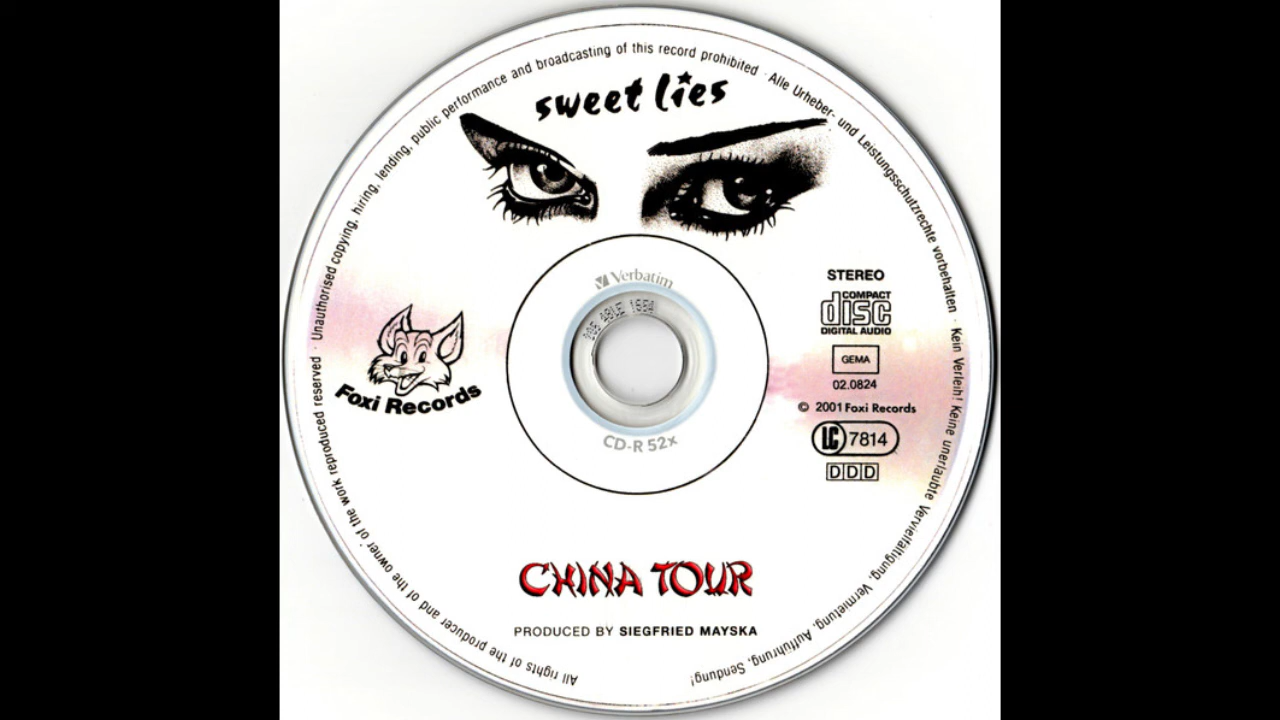 sweet lies
All rights of the producer and of the owner of the work reproduced reserved · Unauthorised copying, hiring, lending, public performance and broadcasting of this record prohibited · Alle Urheber- und Leistungsschutzrechte vorbehalten · Kein Verleih! Keine unerlaubte Vervielfältigung, Vermietung, Aufführung, Sendung!
Verbatim
STEREO
COMPACT
disc
DIGITAL AUDIO
GEMA
02.0824
© 2001 Foxi Records
LC 7814
DDD
Foxi Records
CD-R 52x
CHINA TOUR
PRODUCED BY SIEGFRIED MAYSKA